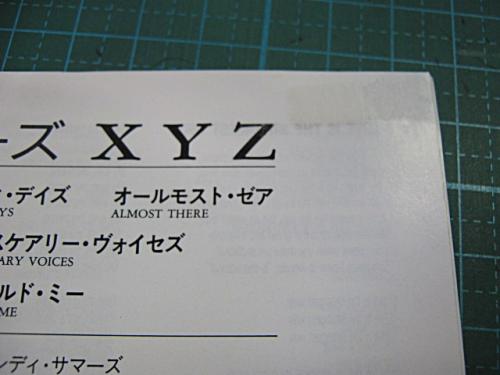 ーズ XYZ
・デイズ オールモスト・ゼア
YS ALMOST THERE
スケアリー・ヴォイセズ
ARY VOICES
ルド・ミー
ME
ンディ・サマーズ